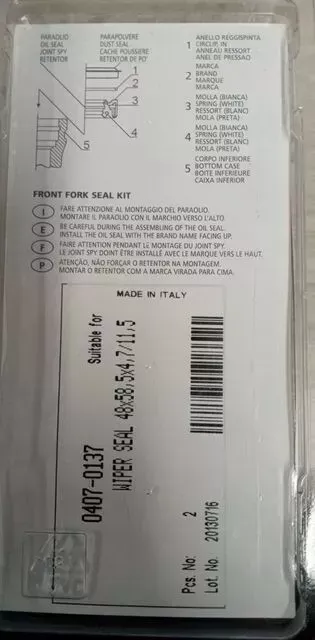 PARAOLIO
OIL SEAL
JOINT SPY
RETENTOR
PARAPOLVERE
DUST SEAL
CACHE POUSSIERE
RETENTOR DE PO'
1
2
3
4
5
1 ANELLO REGGISPINTA
CIRCLIP, IN
ANNEAU RESSORT
ANEL DE PRESSAO
2 MARCA
BRAND
MARQUE
MARCA
3 MOLLA (BIANCA)
SPRING (WHITE)
RESSORT (BLANC)
MOLA (PRETA)
4 MOLLA (BIANCA)
SPRING (WHITE)
RESSORT (BLANC)
MOLA (PRETA)
5 CORPO INFERIORE
BOTTOM CASE
BOITE INFERIEURE
CAIXA INFERIOR
FRONT FORK SEAL KIT
I FARE ATTENZIONE AL MONTAGGIO DEL PARAOLIO.
MONTARE IL PARAOLIO CON IL MARCHIO VERSO L'ALTO.
E BE CAREFUL DURING THE ASSEMBLING OF THE OIL SEAL.
INSTALL THE OIL SEAL WITH THE BRAND NAME FACING UP.
F FAIRE ATTENTION PENDANT LE MONTAGE DU JOINT SPY.
LE JOINT SPY DOINT ÊTRE INSTALLÉ AVEC LE MARQUE VERS LE HAUT.
P ATENÇÃO, NÃO FORÇAR O RETENTOR NA MONTAGEM.
MONTAR O RETENTOR COM A MARCA VIRADA PARA CIMA.
MADE IN ITALY
Suitable for
0407-0137
WIPER SEAL 48x58,5x4,7/11,5
Pcs. No: 2
Lot. No. 20130716